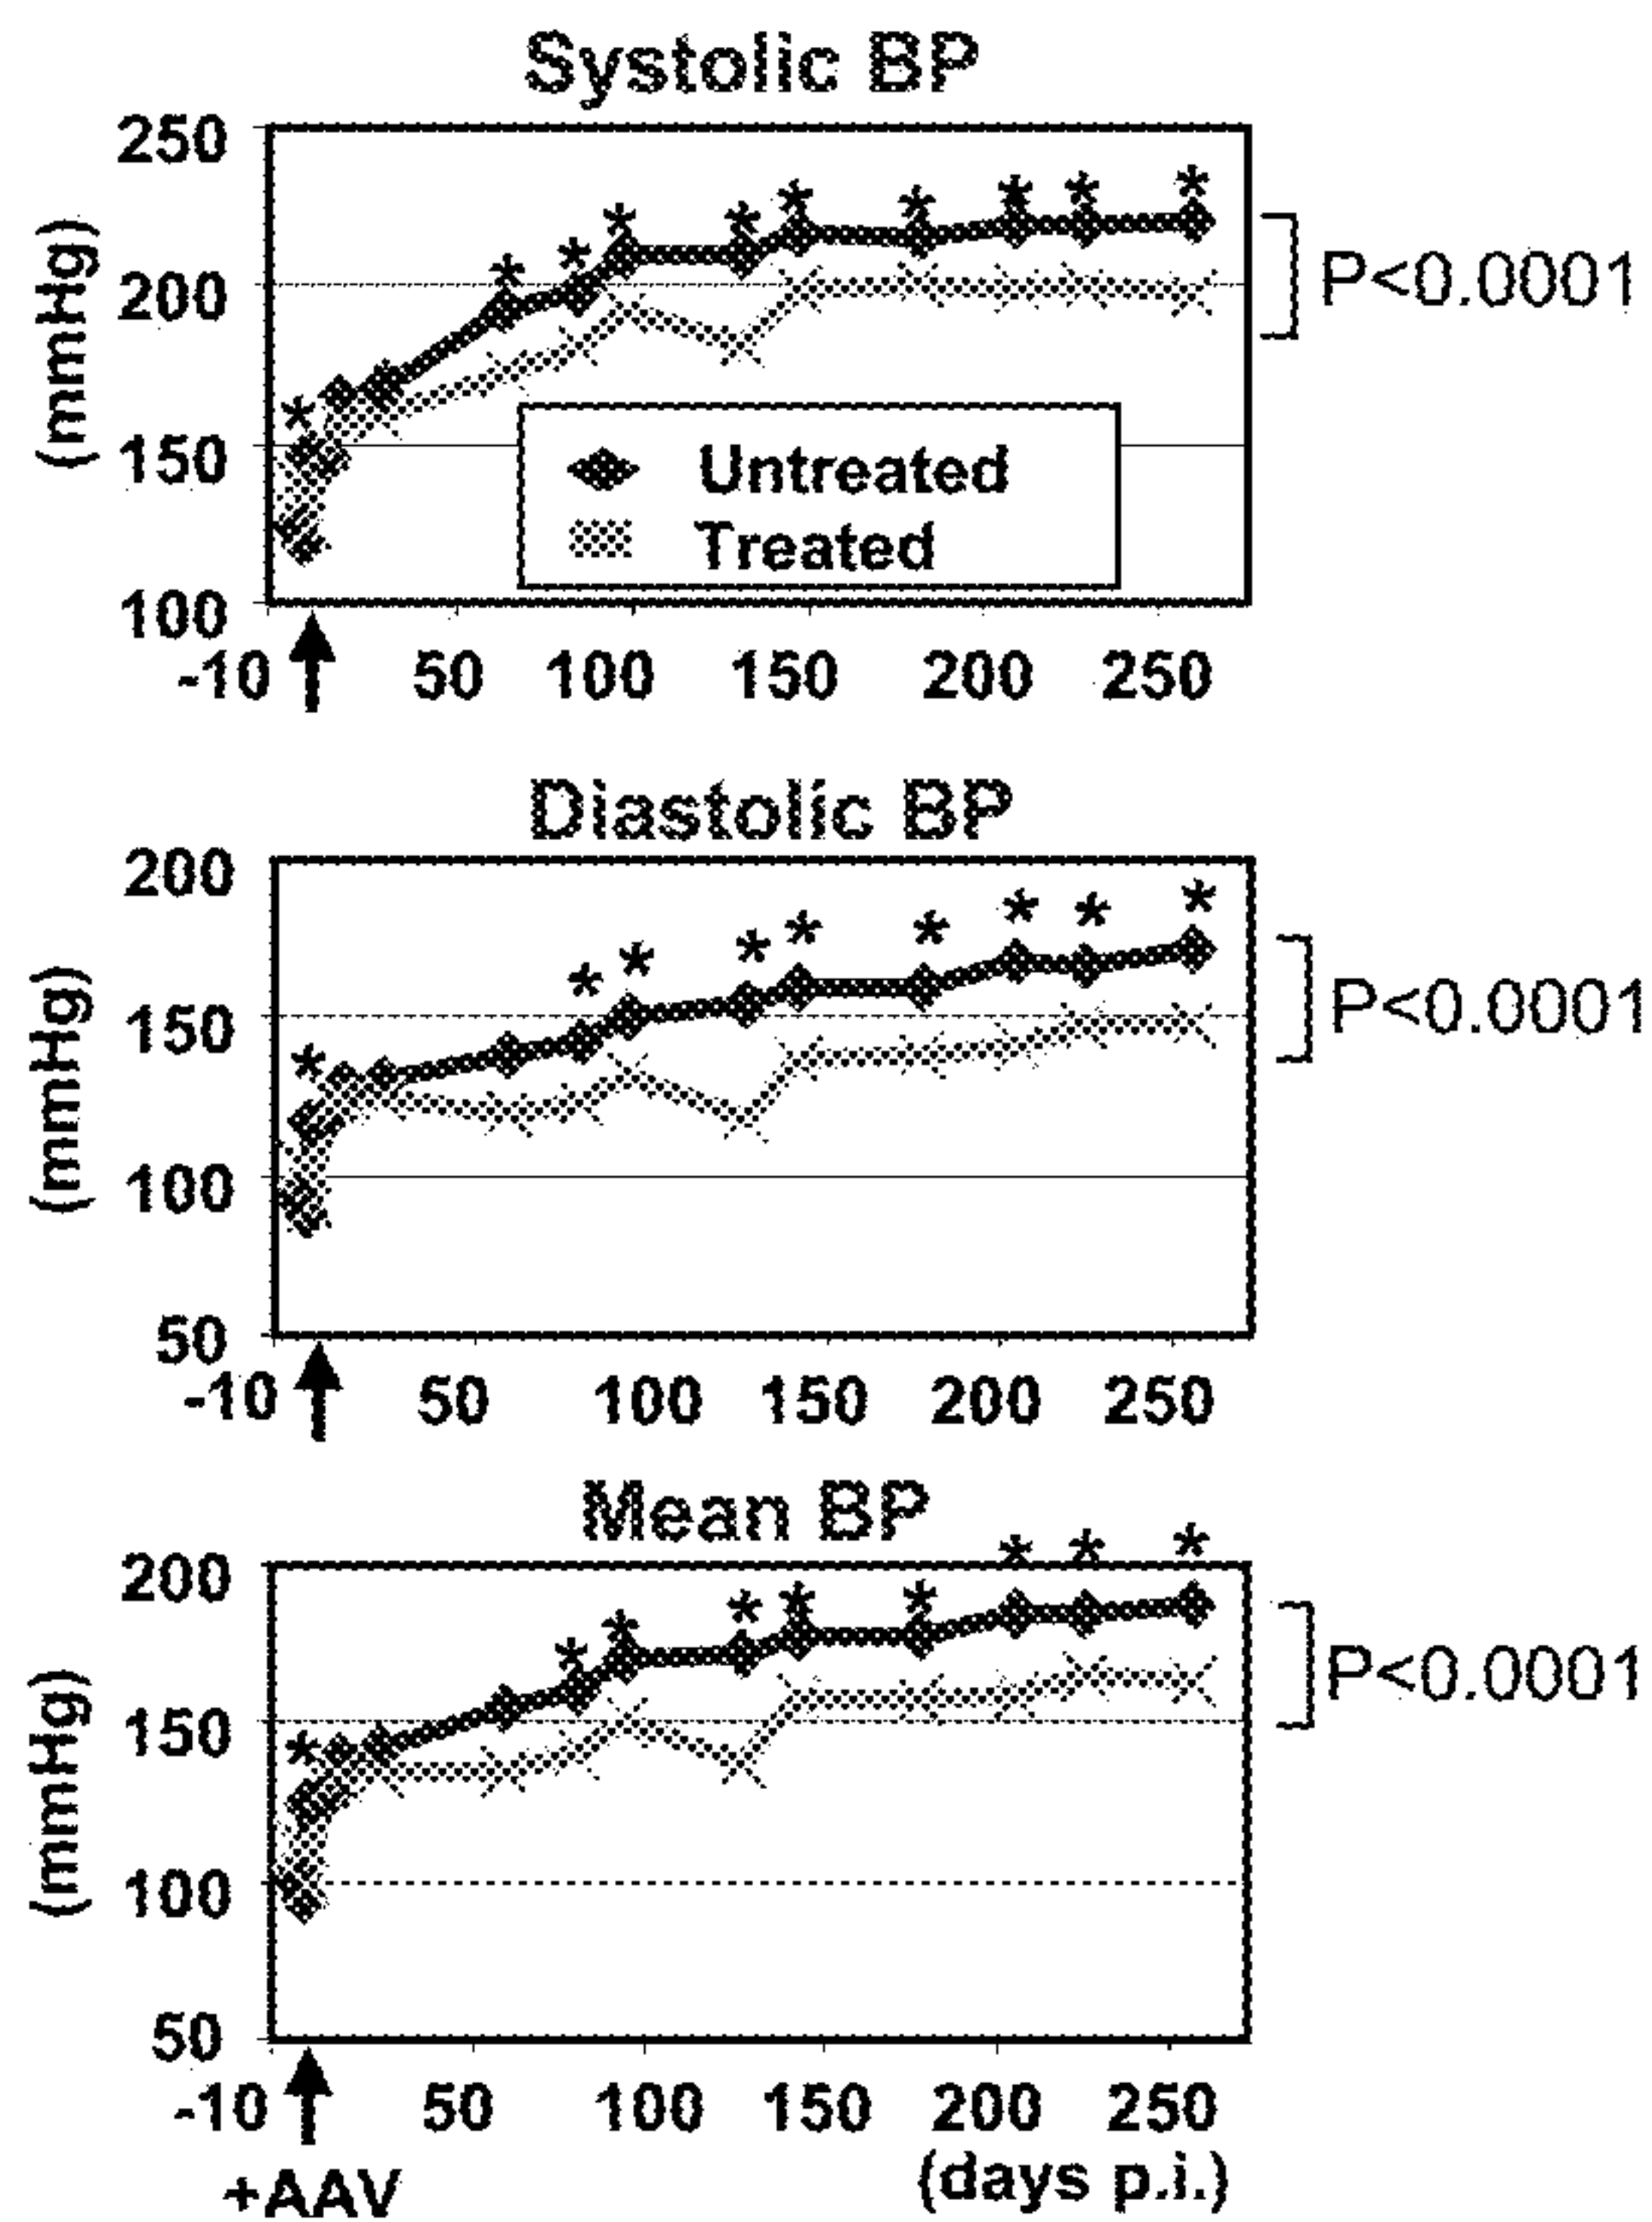 Systolic BP
250
200
150
100
(mmHg)
* * * * * * * * * * *
Untreated
Treated
P<0.0001
-10 50 100 150 200 250
Diastolic BP
200
150
100
50
(mmHg)
* * * * * * * * *
P<0.0001
-10 50 100 150 200 250
Mean BP
200
150
100
50
(mmHg)
* * * * * * * * *
P<0.0001
-10 50 100 150 200 250
+AAV (days p.i.)